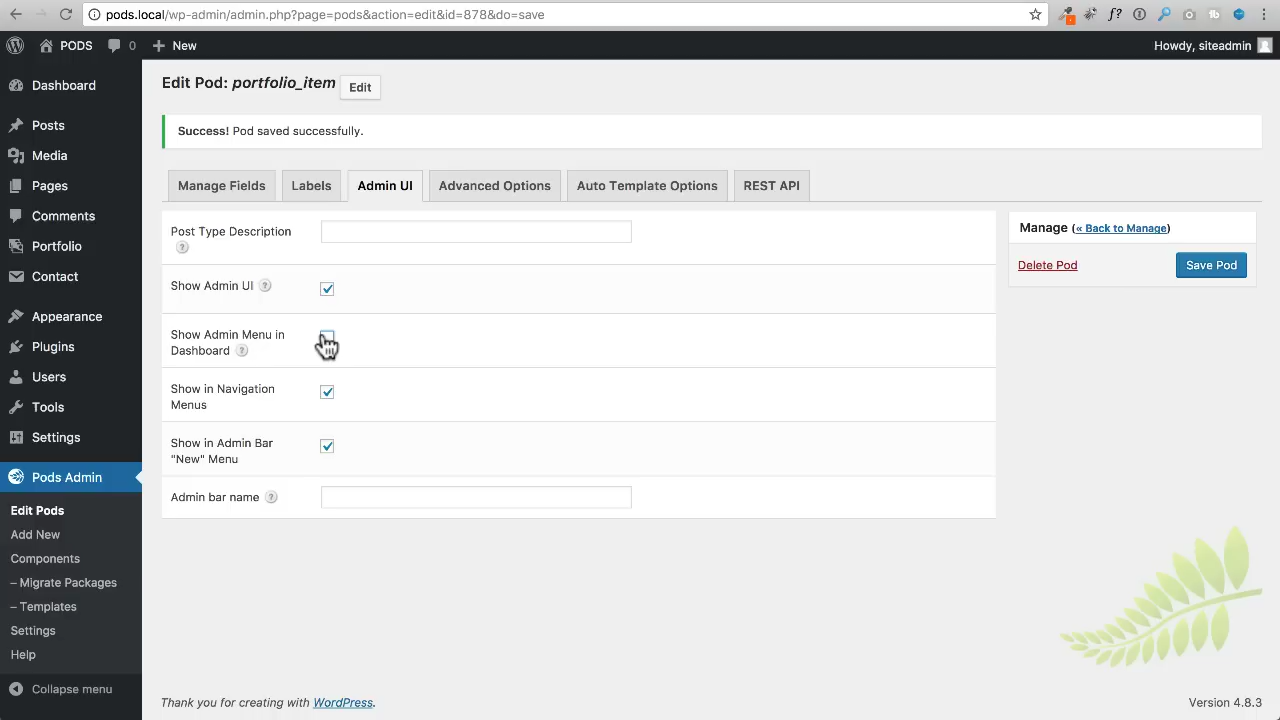 pods.local/wp-admin/admin.php?page=pods&action=edit&id=878&do=save
PODS 0 New
Howdy, siteadmin
Dashboard
Posts
Media
Pages
Comments
Portfolio
Contact
Appearance
Plugins
Users
Tools
Settings
Pods Admin
Edit Pods
Add New
Components
– Migrate Packages
– Templates
Settings
Help
Collapse menu
Edit Pod: portfolio_item Edit
Success! Pod saved successfully.
Manage Fields Labels Admin UI Advanced Options Auto Template Options REST API
Post Type Description
?
Show Admin UI ?
Show Admin Menu in
Dashboard ?
Show in Navigation
Menus
Show in Admin Bar
"New" Menu
Admin bar name ?
Manage (« Back to Manage)
Delete Pod Save Pod
Thank you for creating with WordPress.
Version 4.8.3